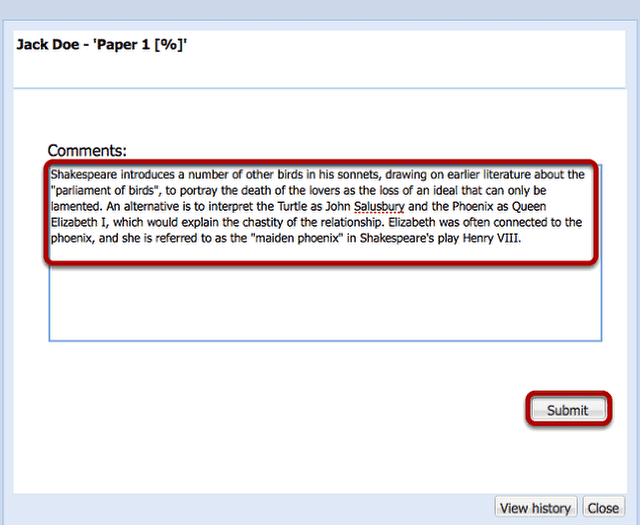 Jack Doe - 'Paper 1 [%]'
Comments:
Shakespeare introduces a number of other birds in his sonnets, drawing on earlier literature about the
"parliament of birds", to portray the death of the lovers as the loss of an ideal that can only be
lamented. An alternative is to interpret the Turtle as John Salusbury and the Phoenix as Queen
Elizabeth I, which would explain the chastity of the relationship. Elizabeth was often connected to the
phoenix, and she is referred to as the "maiden phoenix" in Shakespeare's play Henry VIII.
Submit
View history Close